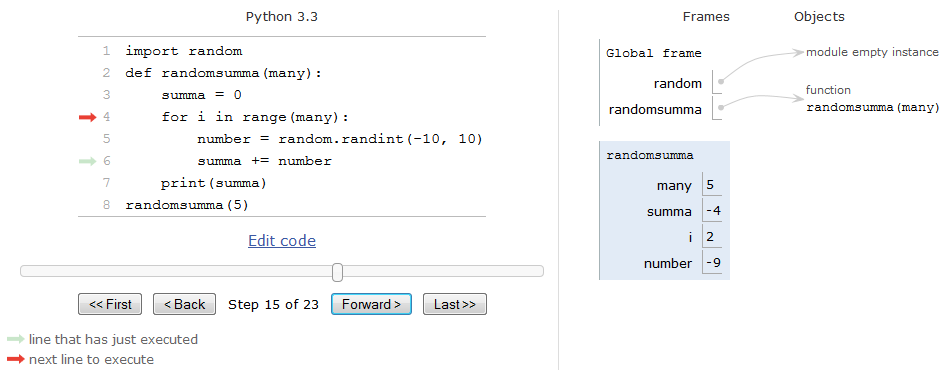 Python 3.3
1 import random
2 def randomsumma(many):
3     summa = 0
4     for i in range(many):
5         number = random.randint(-10, 10)
6         summa += number
7     print(summa)
8 randomsumma(5)
Edit code
<< First < Back Step 15 of 23 Forward > Last >>
line that has just executed
next line to execute
Frames Objects
Global frame
random
randomsumma
module empty instance
function
randomsumma(many)
randomsumma
many 5
summa -4
i 2
number -9